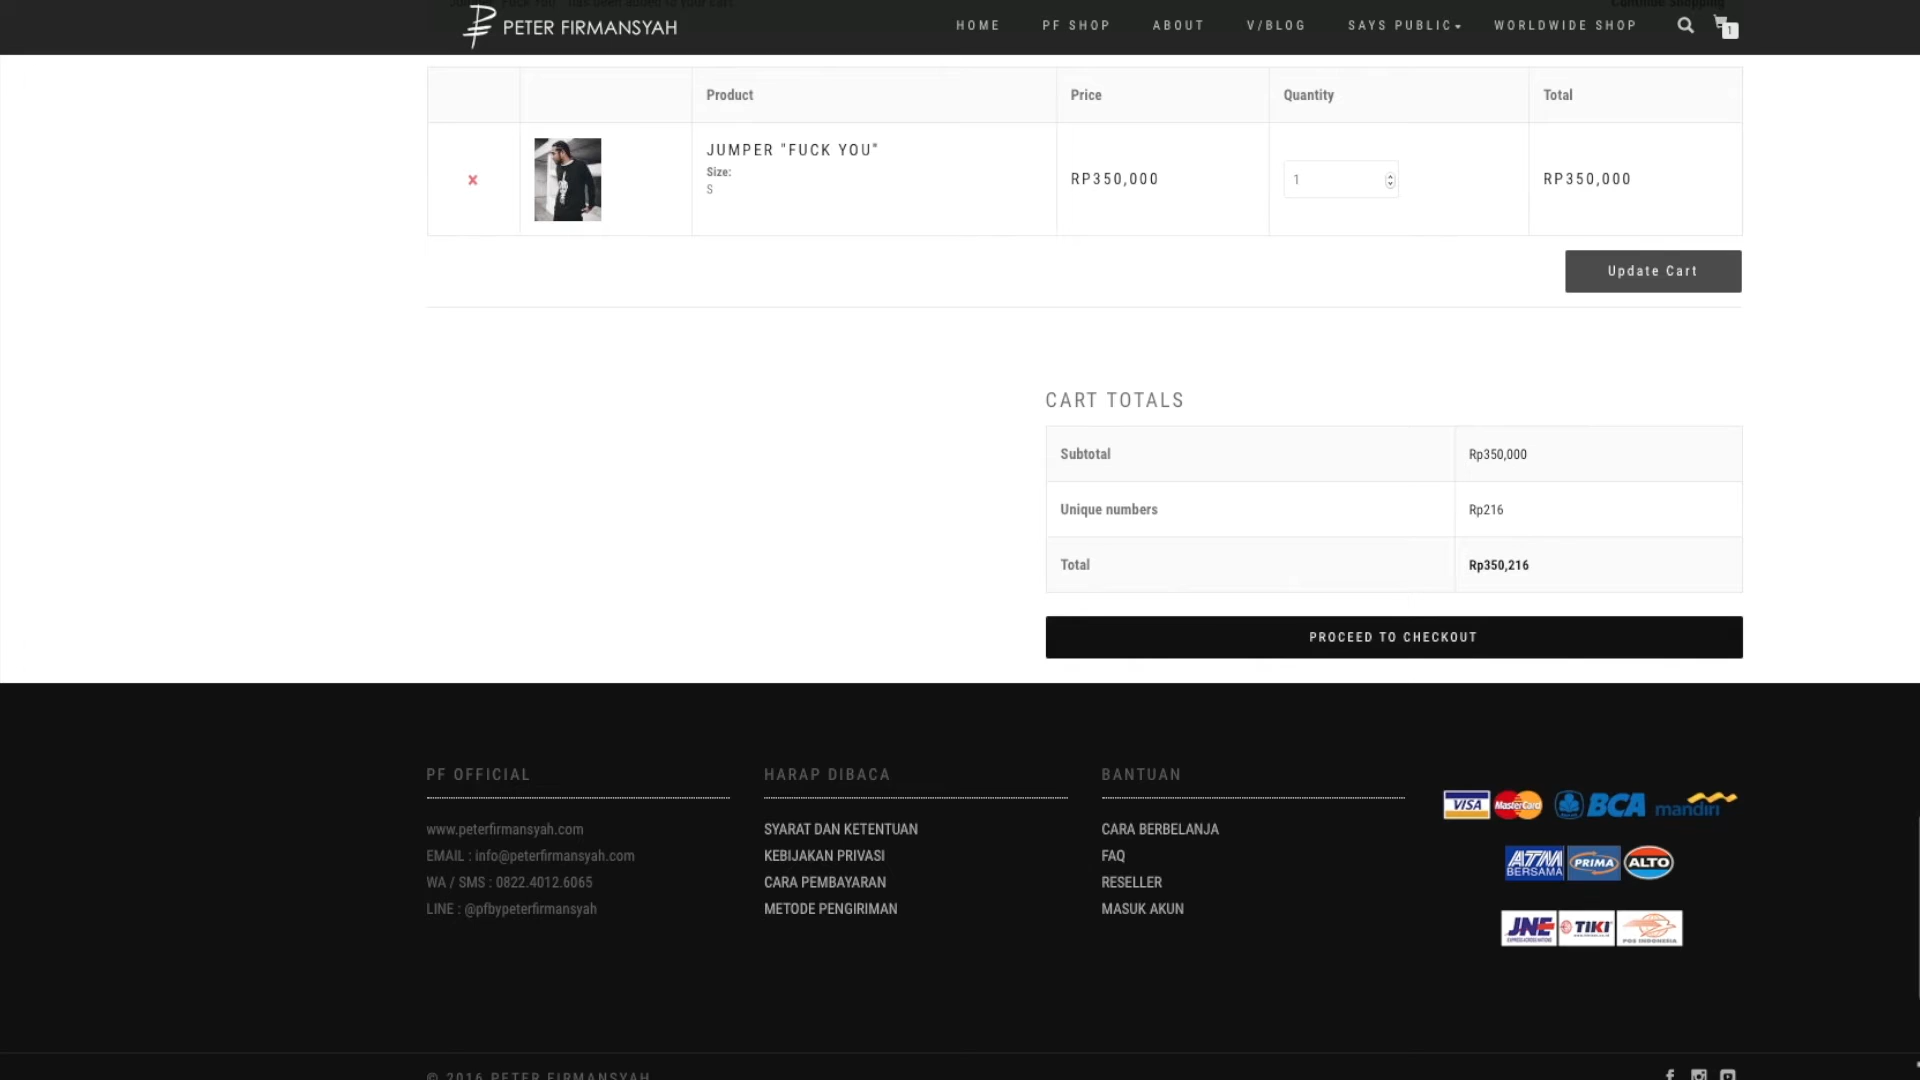 PETER FIRMANSYAH
HOME PF SHOP ABOUT V/BLOG SAYS PUBLIC WORLDWIDE SHOP
1
Product Price Quantity Total
JUMPER "FUCK YOU"
Size:
S
RP350,000
1
RP350,000
Update Cart
CART TOTALS
Subtotal Rp350,000
Unique numbers Rp216
Total Rp350,216
PROCEED TO CHECKOUT
PF OFFICIAL
www.peterfirmansyah.com
EMAIL : info@peterfirmansyah.com
WA / SMS : 0822.4012.6065
LINE : @pfbypeterfirmansyah
HARAP DIBACA
SYARAT DAN KETENTUAN
KEBIJAKAN PRIVASI
CARA PEMBAYARAN
METODE PENGIRIMAN
BANTUAN
CARA BERBELANJA
FAQ
RESELLER
MASUK AKUN
VISA MasterCard BCA mandiri
ATM BERSAMA PRIMA ALTO
JNE TIKI POS INDONESIA
© 2016 PETER FIRMANSYAH